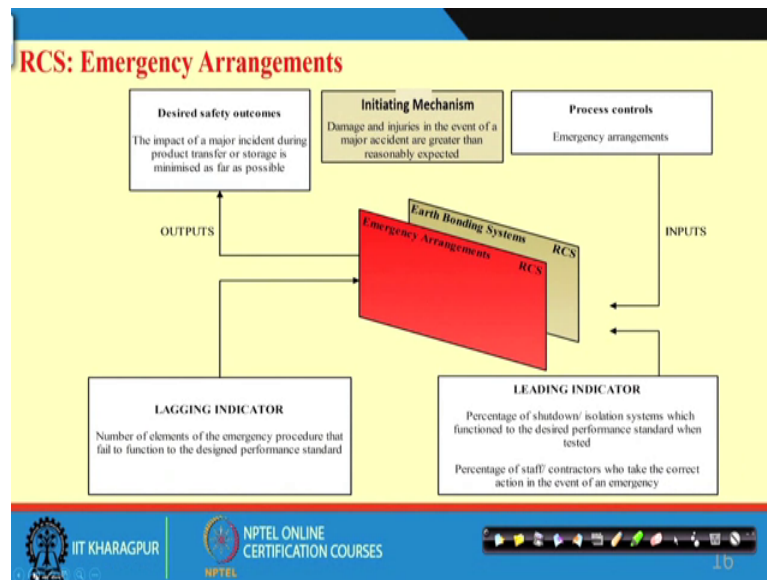 RCS: Emergency Arrangements
Desired safety outcomes
The impact of a major incident during
product transfer or storage is
minimised as far as possible
Initiating Mechanism
Damage and injuries in the event of a
major accident are greater than
reasonably expected
Process controls
Emergency arrangements
OUTPUTS
INPUTS
Earth Bonding Systems
RCS
Emergency Arrangements
RCS
LAGGING INDICATOR
Number of elements of the emergency procedure that
fail to function to the designed performance standard
LEADING INDICATOR
Percentage of shutdown/ isolation systems which
functioned to the desired performance standard when
tested
Percentage of staff/ contractors who take the correct
action in the event of an emergency
IIT KHARAGPUR
NPTEL
NPTEL ONLINE
CERTIFICATION COURSES
16